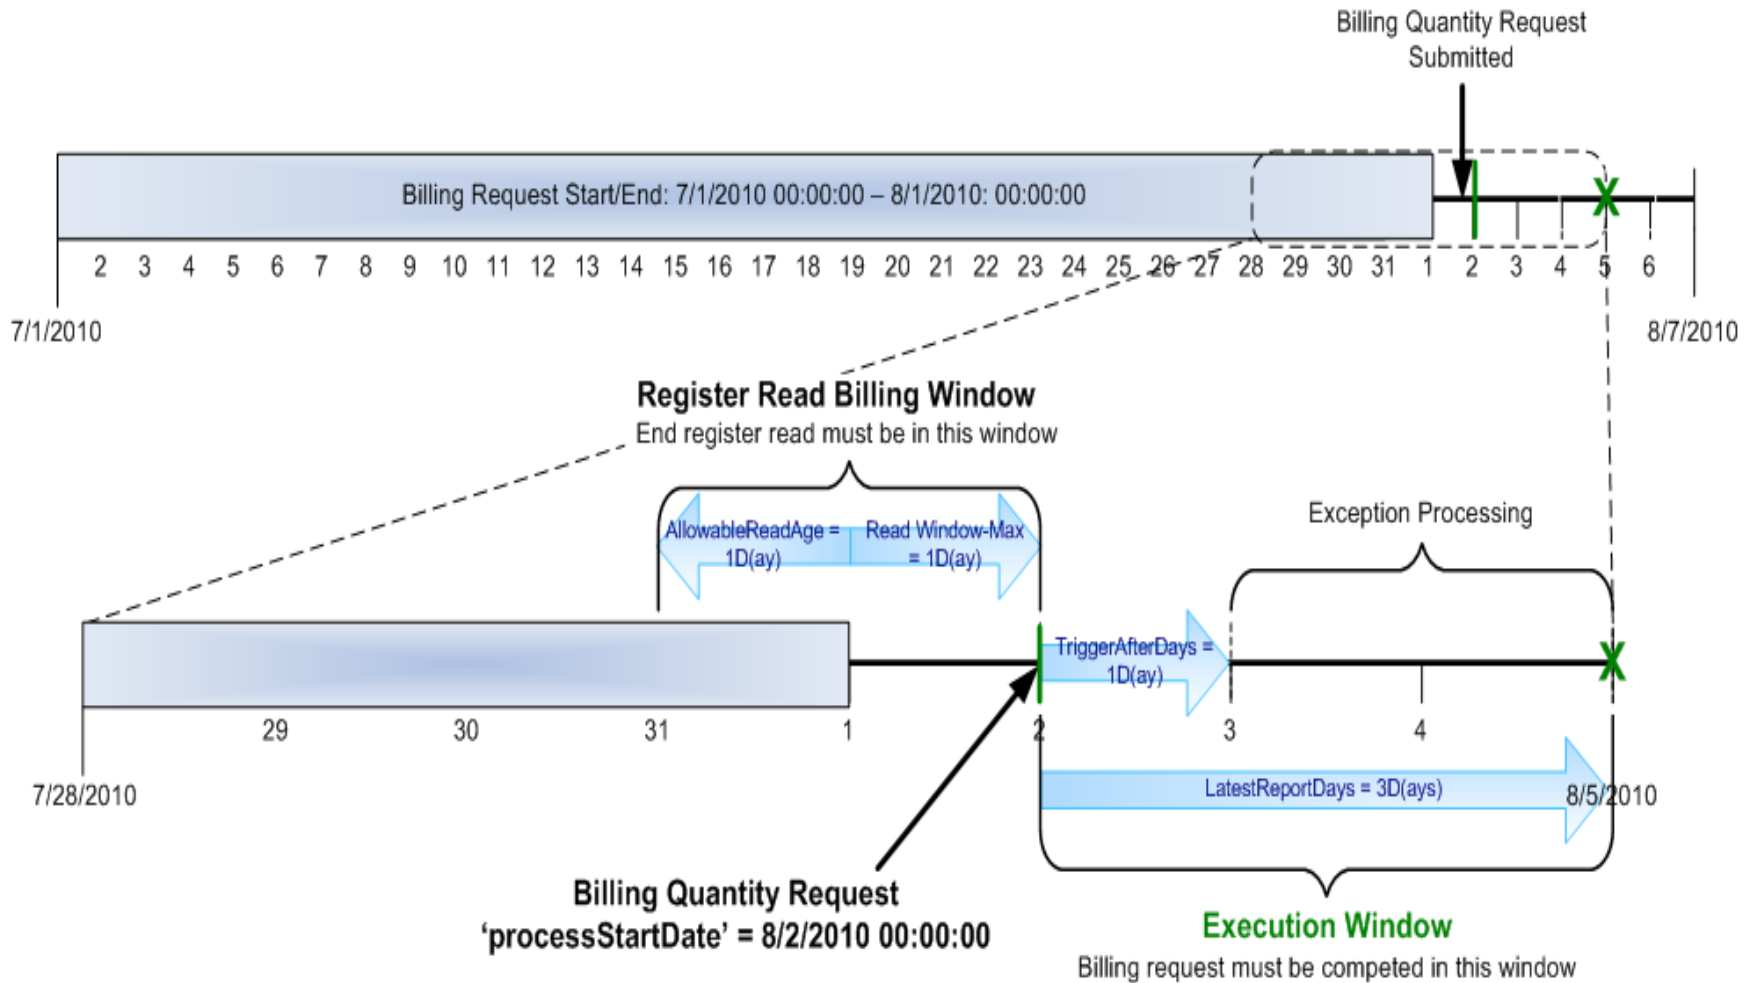 Billing Quantity Request
Submitted
Billing Request Start/End: 7/1/2010 00:00:00 – 8/1/2010: 00:00:00
2 3 4 5 6 7 8 9 10 11 12 13 14 15 16 17 18 19 20 21 22 23 24 25 26 27 28 29 30 31 1 2 3 4 5 6
7/1/2010
8/7/2010
Register Read Billing Window
End register read must be in this window
AllowableReadAge =
1D(ay)
Read Window-Max
= 1D(ay)
Exception Processing
TriggerAfterDays =
1D(ay)
29 30 31 1 2 3 4
7/28/2010
LatestReportDays = 3D(ays)
8/5/2010
Billing Quantity Request
‘processStartDate’ = 8/2/2010 00:00:00
Execution Window
Billing request must be competed in this window